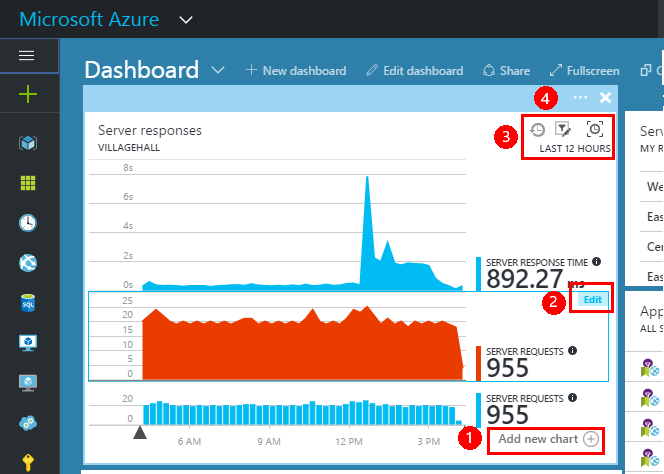 Microsoft Azure
Dashboard
New dashboard
Edit dashboard
Share
Fullscreen
4
Server responses
VILLAGEHALL
3
LAST 12 HOURS
8s
6s
4s
2s
0s
SERVER RESPONSE TIME
892.27 ms
2
Edit
25
20
15
10
5
0
SERVER REQUESTS
955
20
0
SERVER REQUESTS
955
6 AM
9 AM
12 PM
3 PM
1
Add new chart
Serv
MY R
We
Eas
Cer
Eas
App
ALL S
SQL